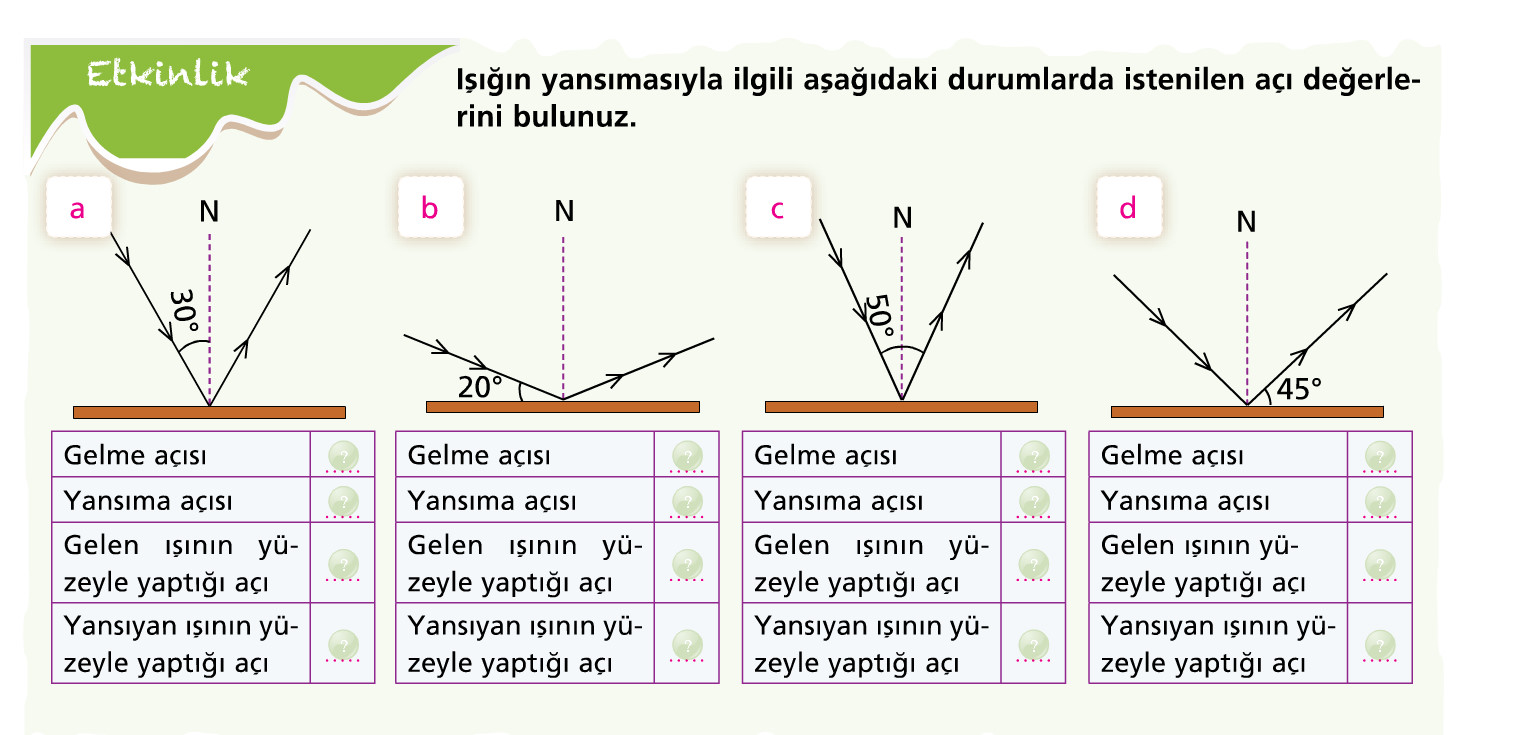 Etkinlik
Işığın yansımasıyla ilgili aşağıdaki durumlarda istenilen açı değerle-
rini bulunuz.
a
N
30°
b
N
20°
c
N
50°
d
N
45°
Gelme açısı
?
Yansıma açısı
?
Gelen ışının yü-
zeyle yaptığı açı
?
Yansıyan ışının yü-
zeyle yaptığı açı
?
Gelme açısı
?
Yansıma açısı
?
Gelen ışının yü-
zeyle yaptığı açı
?
Yansıyan ışının yü-
zeyle yaptığı açı
?
Gelme açısı
?
Yansıma açısı
?
Gelen ışının yü-
zeyle yaptığı açı
?
Yansıyan ışının yü-
zeyle yaptığı açı
?
Gelme açısı
?
Yansıma açısı
?
Gelen ışının yü-
zeyle yaptığı açı
?
Yansıyan ışının yü-
zeyle yaptığı açı
?